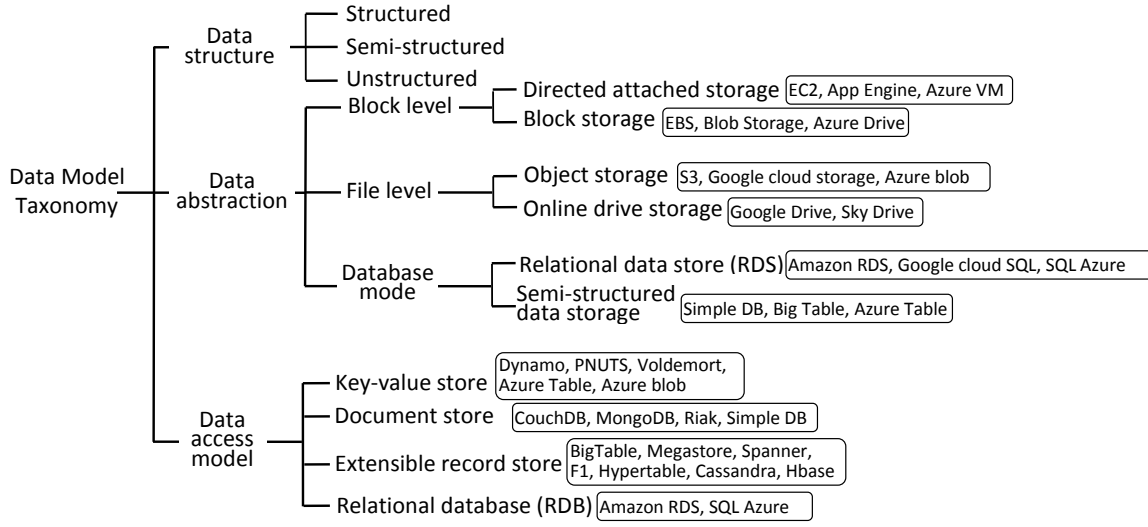 Data Model
Taxonomy
Data
structure
Structured
Semi-structured
Unstructured
Data
abstraction
Block level
Directed attached storage
EC2, App Engine, Azure VM
Block storage
EBS, Blob Storage, Azure Drive
File level
Object storage
S3, Google cloud storage, Azure blob
Online drive storage
Google Drive, Sky Drive
Database
mode
Relational data store (RDS)
Amazon RDS, Google cloud SQL, SQL Azure
Semi-structured
data storage
Simple DB, Big Table, Azure Table
Data
access
model
Key-value store
Dynamo, PNUTS, Voldemort,
Azure Table, Azure blob
Document store
CouchDB, MongoDB, Riak, Simple DB
Extensible record store
BigTable, Megastore, Spanner,
F1, Hypertable, Cassandra, Hbase
Relational database (RDB)
Amazon RDS, SQL Azure